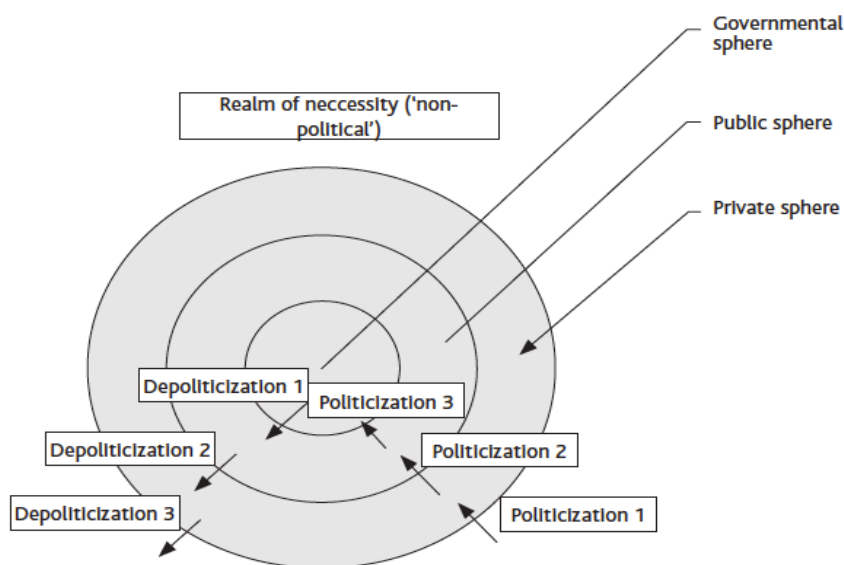 Governmental
sphere
Realm of neccessity (‘non-
political’)
Public sphere
Private sphere
Depoliticization 1
Politicization 3
Depoliticization 2
Politicization 2
Depoliticization 3
Politicization 1